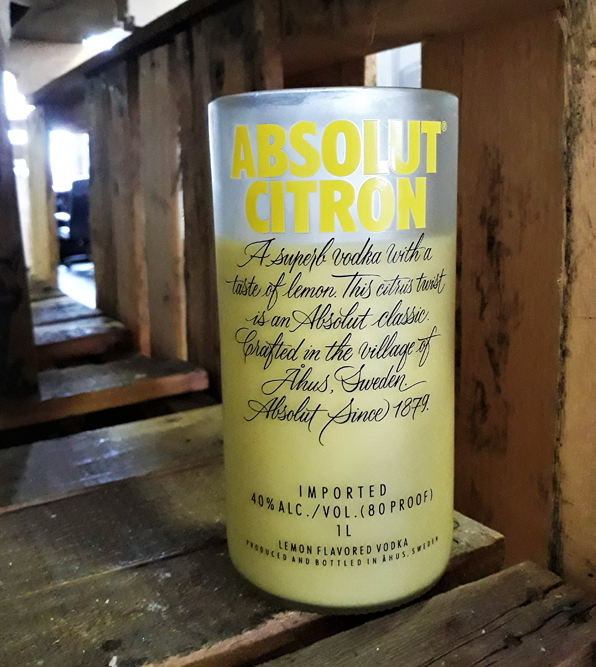 ABSOLUT®
CITRON
A superb vodka with a
taste of lemon. This citrus twist
is an Absolut classic.
Crafted in the village of
Åhus, Sweden.
Absolut Since 1879.
IMPORTED
40% ALC./VOL.(80 PROOF)
1L
LEMON FLAVORED VODKA
PRODUCED AND BOTTLED IN ÅHUS, SWEDEN